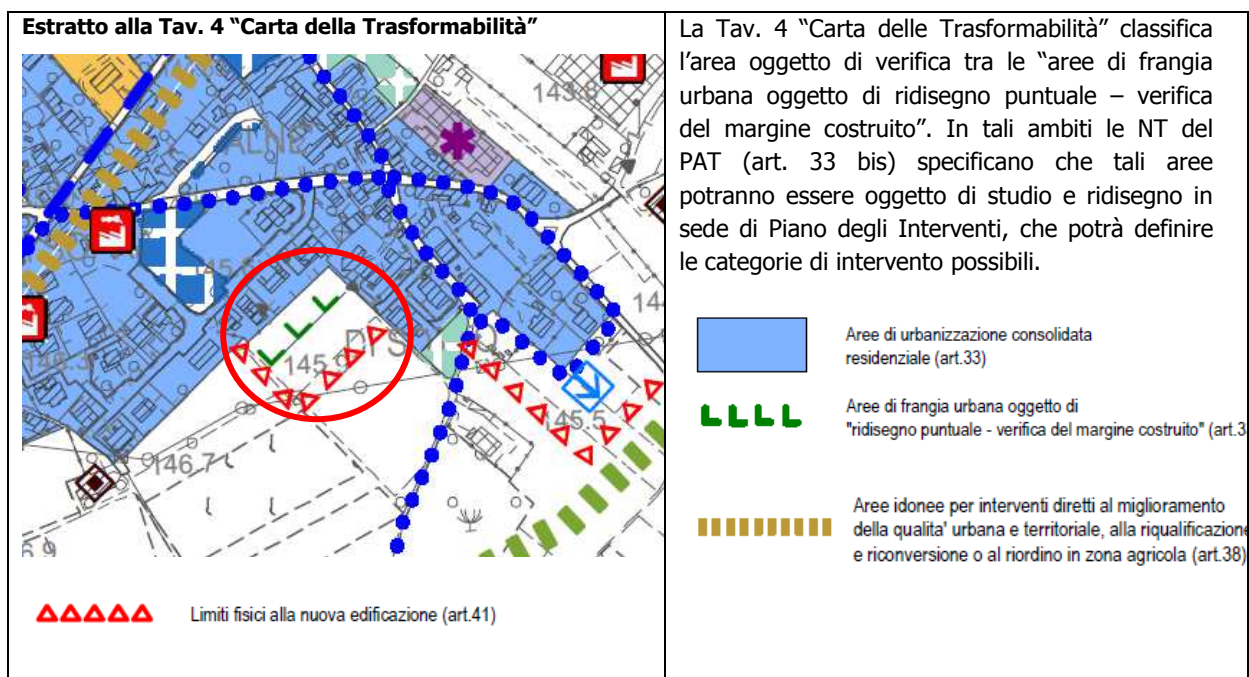 Estratto alla Tav. 4 “Carta della Trasformabilità”
143.8
145.9
145.5
146.7
Limiti fisici alla nuova edificazione (art.41)
La Tav. 4 “Carta delle Trasformabilità” classifica
l’area oggetto di verifica tra le “aree di frangia
urbana oggetto di ridisegno puntuale – verifica
del margine costruito”. In tali ambiti le NT del
PAT (art. 33 bis) specificano che tali aree
potranno essere oggetto di studio e ridisegno in
sede di Piano degli Interventi, che potrà definire
le categorie di intervento possibili.
Aree di urbanizzazione consolidata
residenziale (art.33)
Aree di frangia urbana oggetto di
"ridisegno puntuale - verifica del margine costruito" (art.3
Aree idonee per interventi diretti al miglioramento
della qualita' urbana e territoriale, alla riqualificazione
e riconversione o al riordino in zona agricola (art.38)